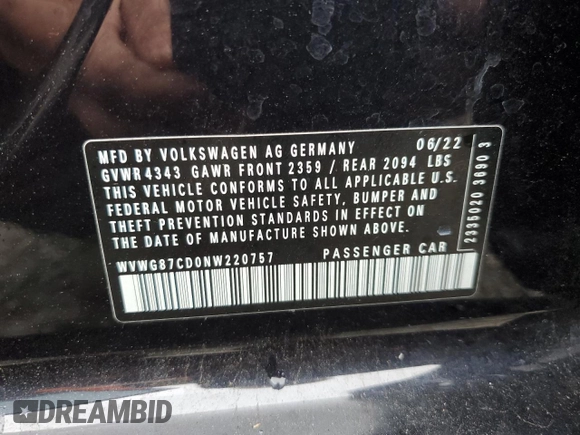 MFD BY VOLKSWAGEN AG GERMANY 06/22
GVWR 4343 GAWR FRONT 2359 / REAR 2094 LBS
THIS VEHICLE CONFORMS TO ALL APPLICABLE U.S.
FEDERAL MOTOR VEHICLE SAFETY, BUMPER AND
THEFT PREVENTION STANDARDS IN EFFECT ON
THE DATE OF MANUFACTURE SHOWN ABOVE.
WVWG87CD0NW220757 PASSENGER CAR
2336020 3690 3
DREAMBID